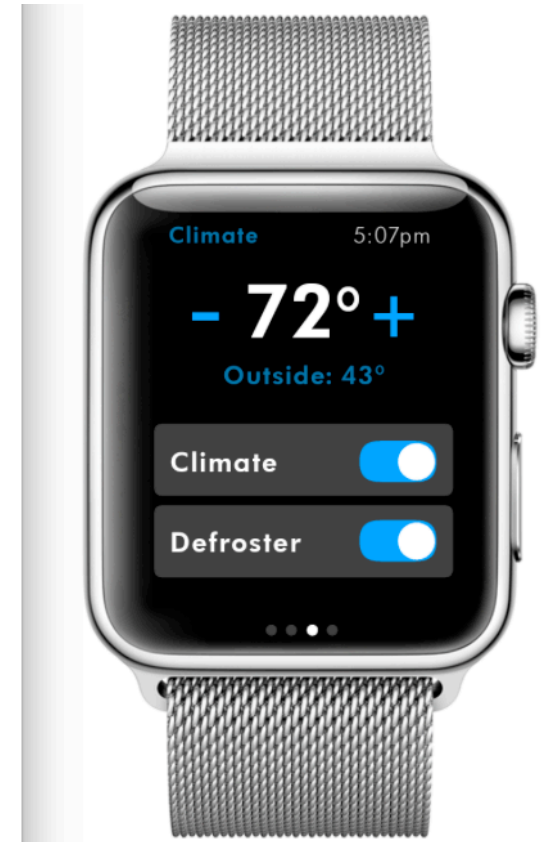 Climate 5:07pm
- 72° +
Outside: 43°
Climate
Defroster